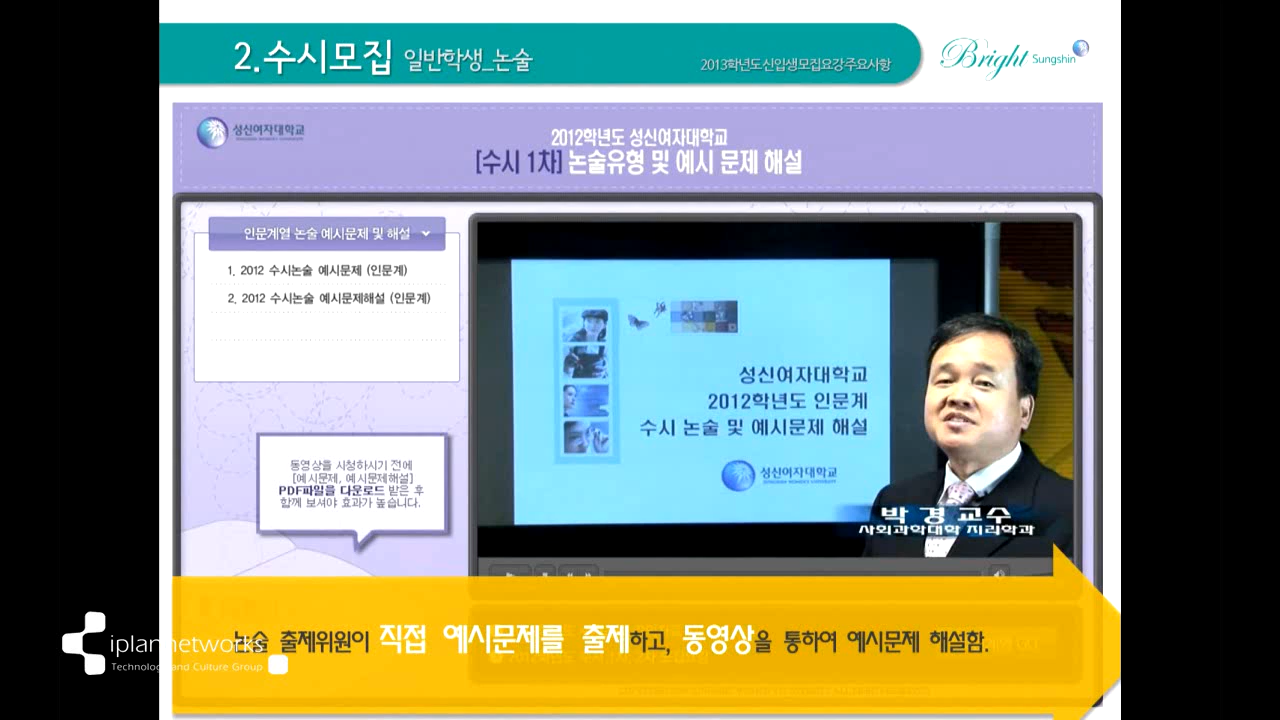 2.수시모집 일반학생_논술
2013학년도신입생모집요강주요사항
Bright Sungshin
성신여자대학교
2012학년도 성신여자대학교
[수시 1차] 논술유형 및 예시 문제 해설
인문계열 논술 예시문제 및 해설
1. 2012 수시논술 예시문제 (인문계)
2. 2012 수시논술 예시문제해설 (인문계)
동영상을 시청하시기 전에
[예시문제, 예시문제해설]
PDF파일을 다운로드 받은 후
함께 보셔야 효과가 높습니다.
성신여자대학교
2012학년도 인문계
수시 논술 및 예시문제 해설
성신여자대학교
박 경 교수
사회과학대학 지리학과
논술 출제위원이 직접 예시문제를 출제하고, 동영상을 통하여 예시문제 해설함.
iplannetworks
Technology and Culture Group